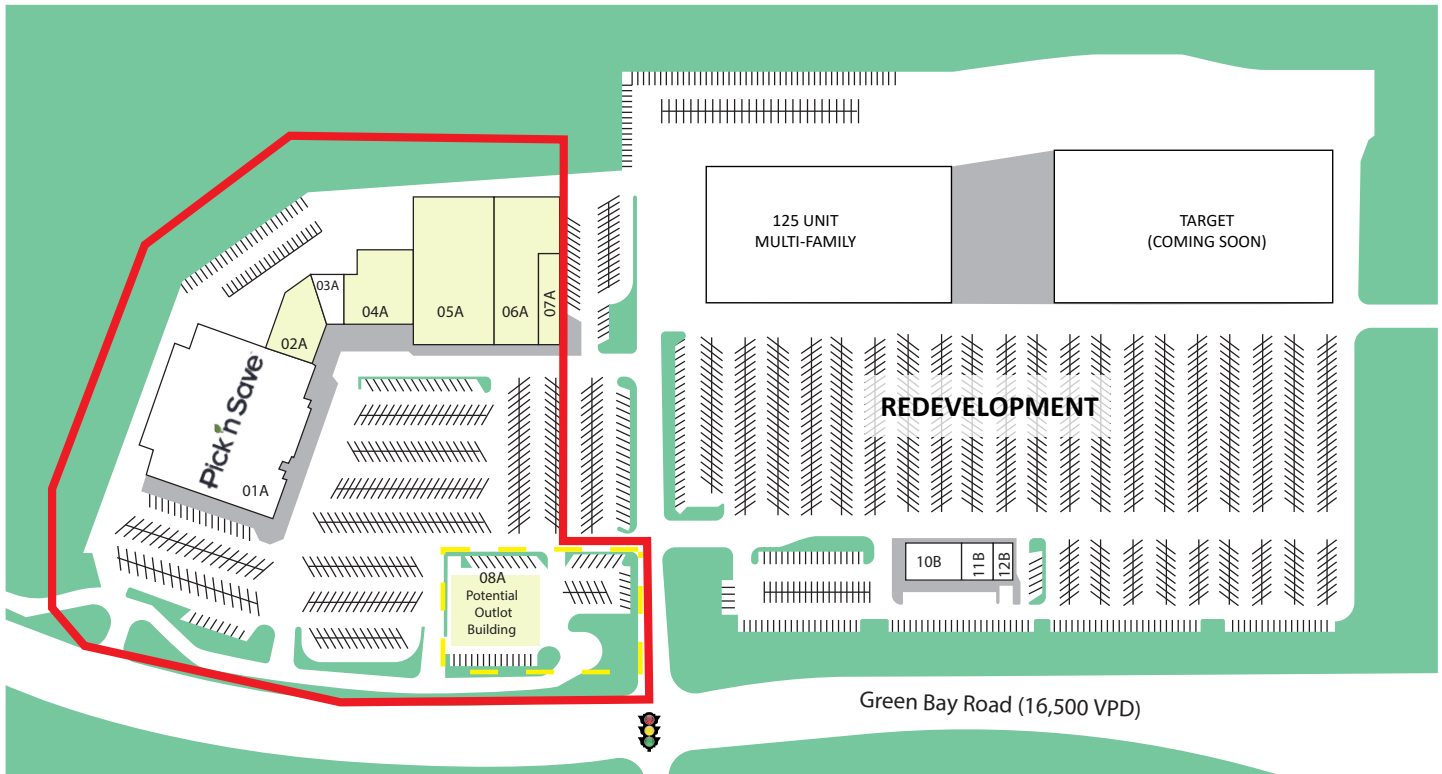 125 UNIT
MULTI-FAMILY
TARGET
(COMING SOON)
03A
04A
05A
06A
07A
02A
Pick'n Save
01A
REDEVELOPMENT
08A
Potential
Outlot
Building
10B
11B
12B
Green Bay Road (16,500 VPD)